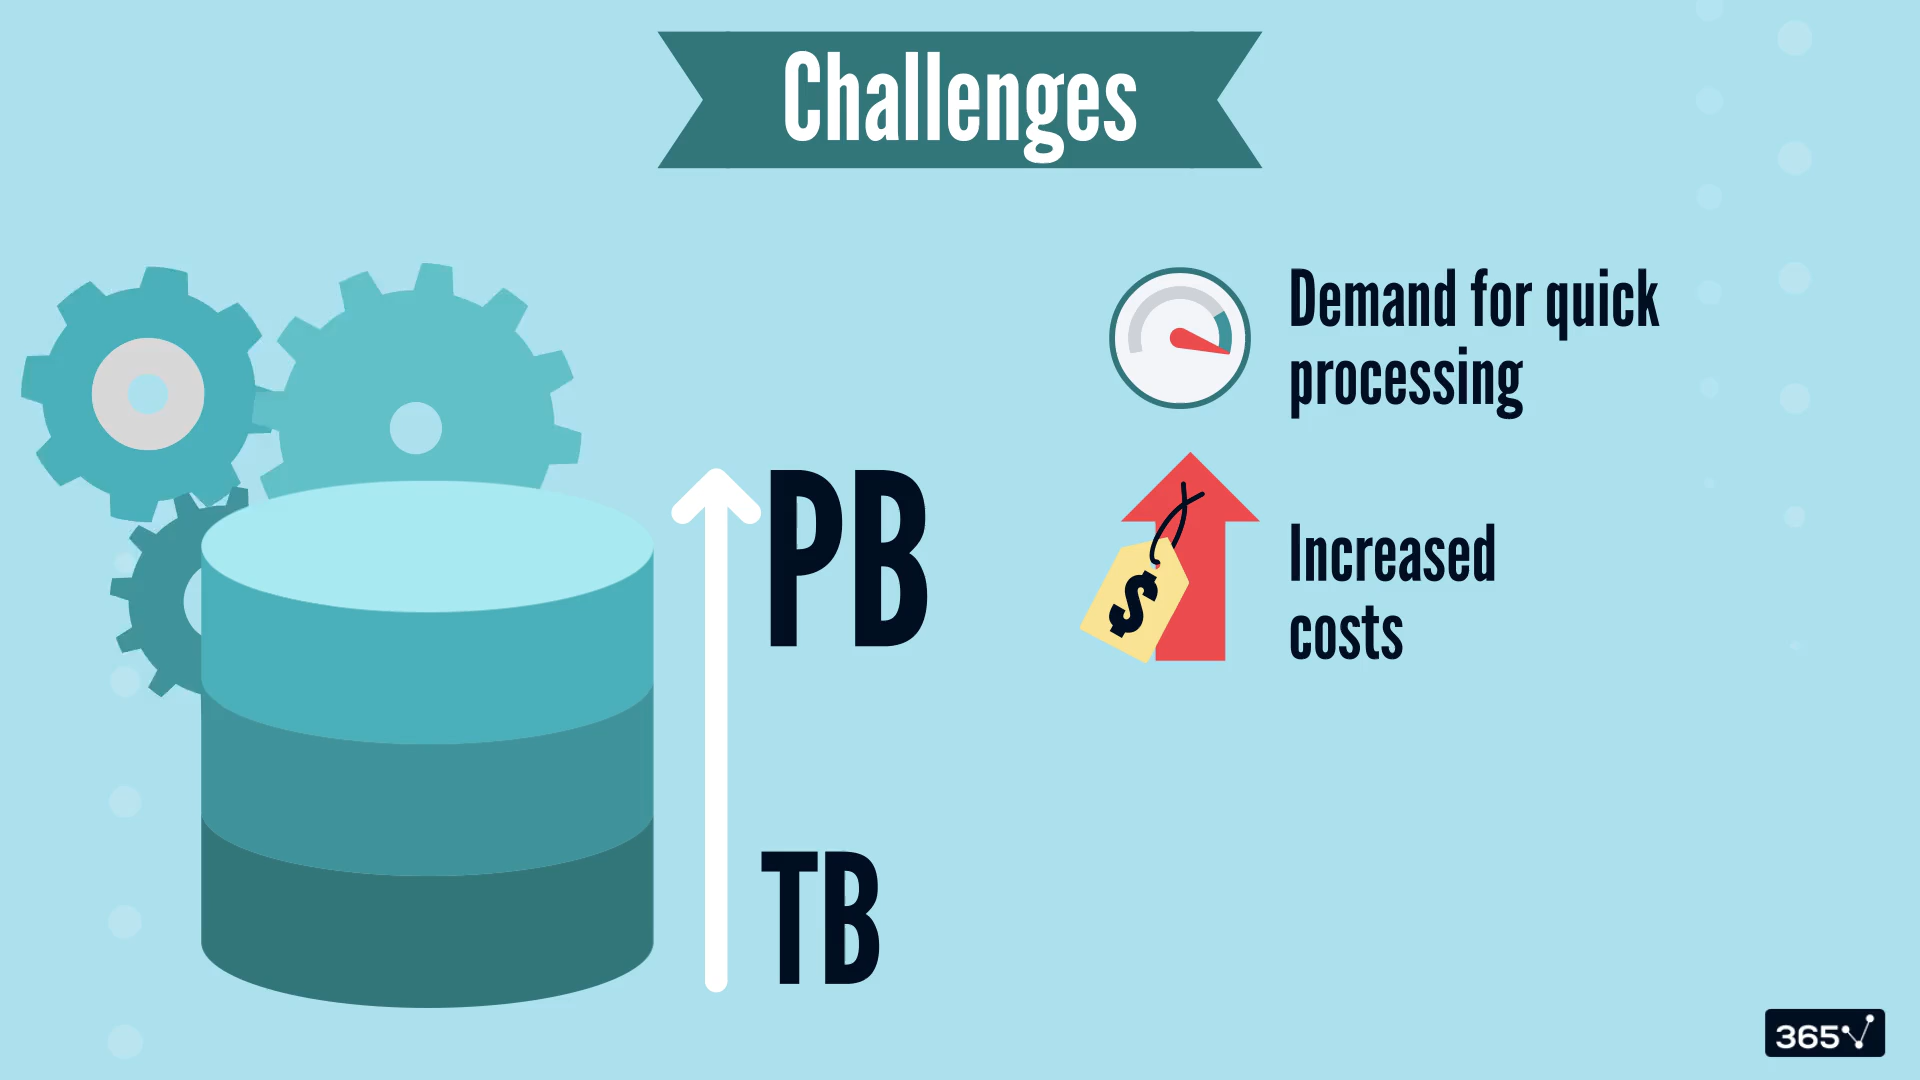 Challenges
Demand for quick
processing
PB
$
Increased
costs
TB
365